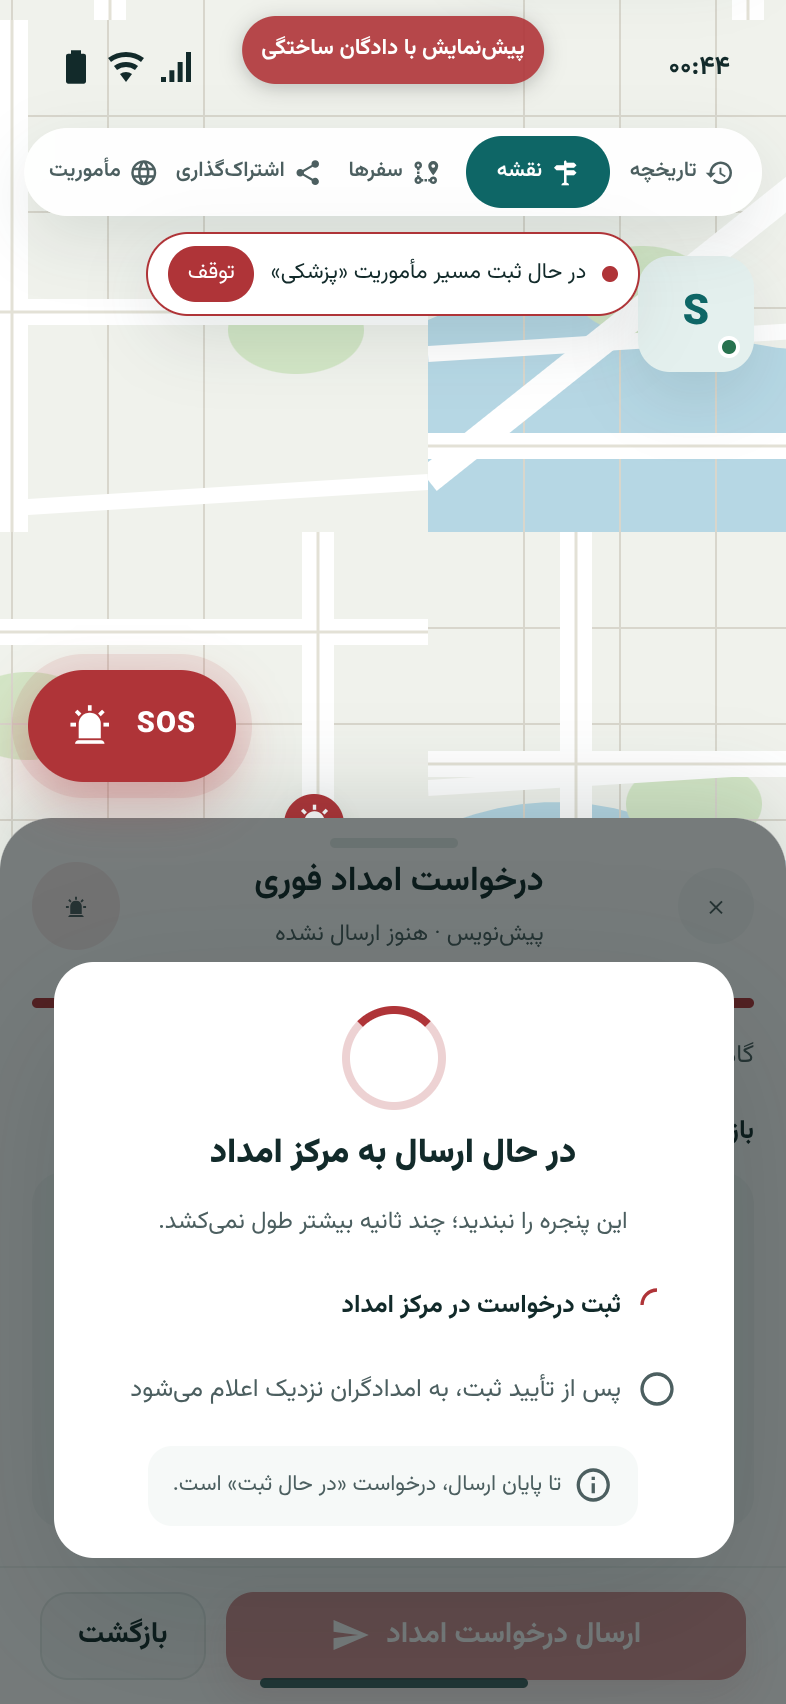 پیش‌نمایش با دادگان ساختگی
۰۰:۴۴
تاریخچه
نقشه
سفرها
اشتراک‌گذاری
مأموریت
در حال ثبت مسیر مأموریت «پزشکی»
توقف
S
SOS
درخواست امداد فوری
پیش‌نویس · هنوز ارسال نشده
در حال ارسال به مرکز امداد
این پنجره را نبندید؛ چند ثانیه بیشتر طول نمی‌کشد.
ثبت درخواست در مرکز امداد
پس از تأیید ثبت، به امدادگران نزدیک اعلام می‌شود
تا پایان ارسال، درخواست «در حال ثبت» است.
ارسال درخواست امداد
بازگشت